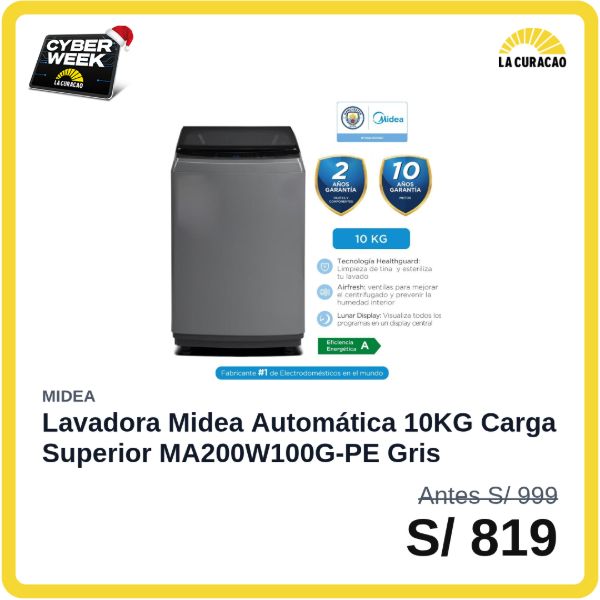 CYBER
WEEK
LA CURACAO
LA CURACAO
Midea
2
AÑOS
GARANTÍA
10
AÑOS
GARANTÍA
MOTOR
10 KG
Tecnología Healthguard:
Limpieza de tina y esteriliza
tu lavado
Airfresh: ventilas para mejorar
el centrifugado y prevenir la
humedad interior
Lunar Display: Visualiza todos los
programas en un display central
Eficiencia
Energética A
Fabricante #1 de Electrodomésticos en el mundo
MIDEA
Lavadora Midea Automática 10KG Carga
Superior MA200W100G-PE Gris
Antes S/ 999
S/ 819